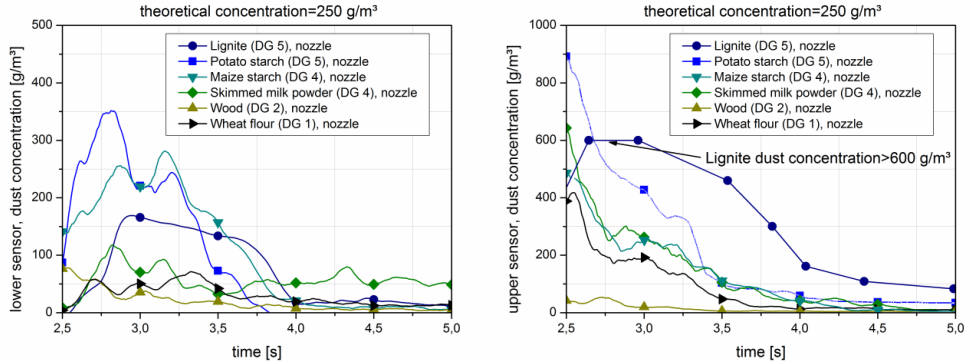 theoretical concentration=250 g/m³
500
400
300
200
100
0
lower sensor, dust concentration [g/m³]
Lignite (DG 5), nozzle
Potato starch (DG 5), nozzle
Maize starch (DG 4), nozzle
Skimmed milk powder (DG 4), nozzle
Wood (DG 2), nozzle
Wheat flour (DG 1), nozzle
2,5 3,0 3,5 4,0 4,5 5,0
time [s]
theoretical concentration=250 g/m³
1000
800
600
400
200
0
upper sensor, dust concentration [g/m³]
Lignite (DG 5), nozzle
Potato starch (DG 5), nozzle
Maize starch (DG 4), nozzle
Skimmed milk powder (DG 4), nozzle
Wood (DG 2), nozzle
Wheat flour (DG 1), nozzle
Lignite dust concentration>600 g/m³
2,5 3,0 3,5 4,0 4,5 5,0
time [s]